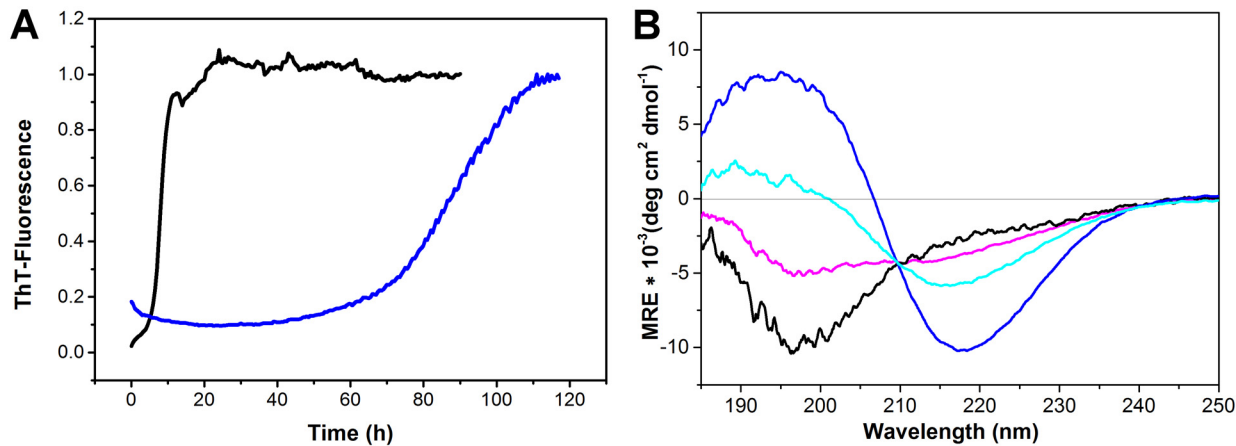 A
ThT-Fluorescence
1.2
1.0
0.8
0.6
0.4
0.2
0.0
0 20 40 60 80 100 120
Time (h)
B
MRE * 10⁻³(deg cm² dmol⁻¹)
10
5
0
-5
-10
190 200 210 220 230 240 250
Wavelength (nm)